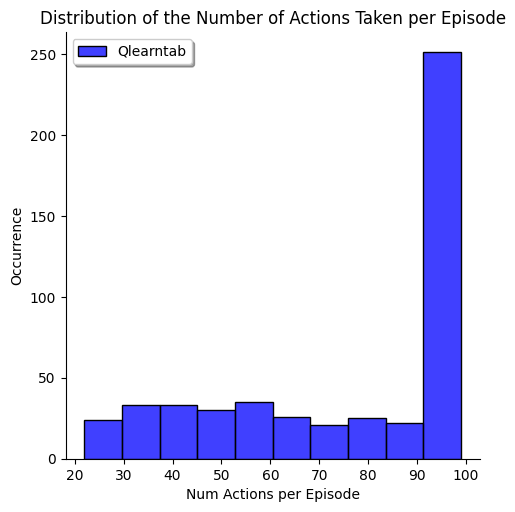 Distribution of the Number of Actions Taken per Episode
Qlearntab
250
200
150
100
50
0
Occurrence
20 30 40 50 60 70 80 90 100
Num Actions per Episode